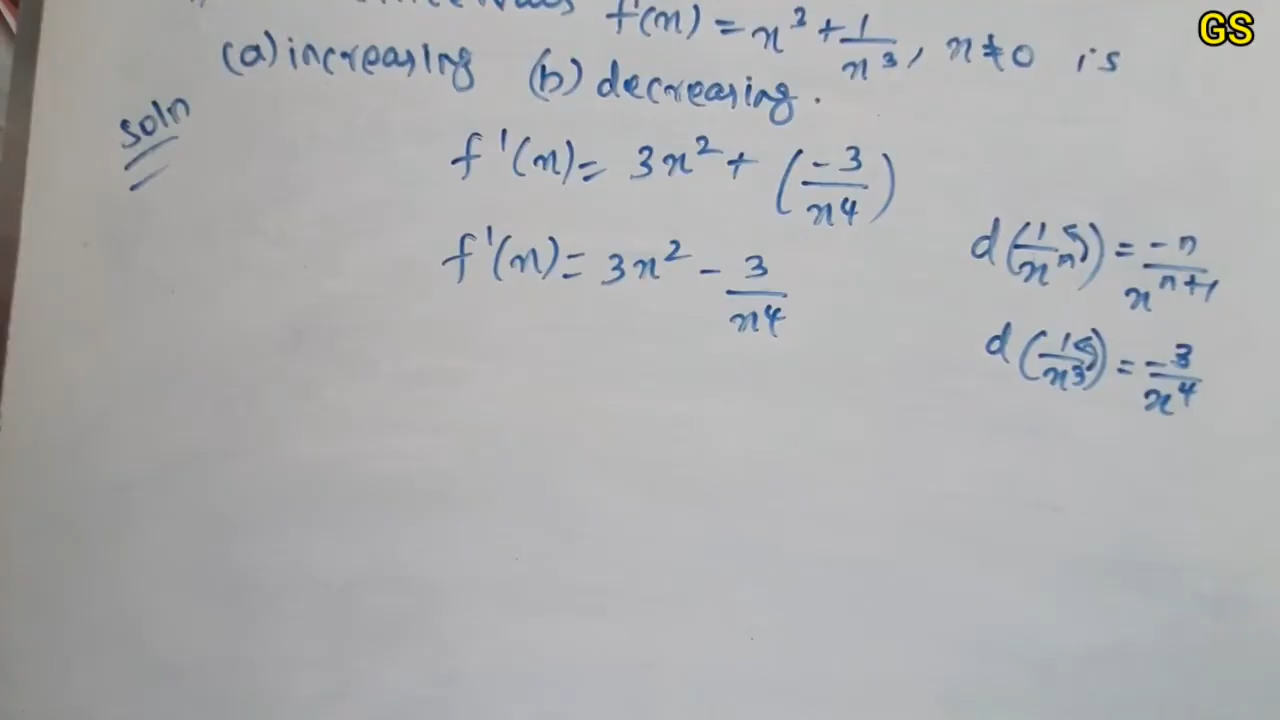 f(x) = x³ + 1/x³, x ≠ 0 is
(a) increasing (b) decreasing.
Soln
f'(x) = 3x² + (-3/x⁴)
f'(x) = 3x² - 3/x⁴
d(1/xⁿ) = -n/xⁿ⁺¹
d(1/x³) = -3/x⁴
GS